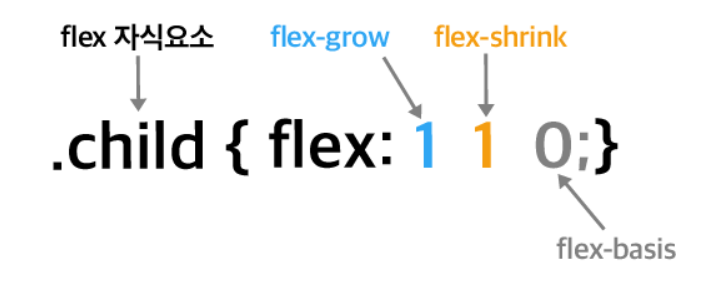 flex 자식요소 flex-grow flex-shrink
.child { flex: 1 1 0;}
flex-basis